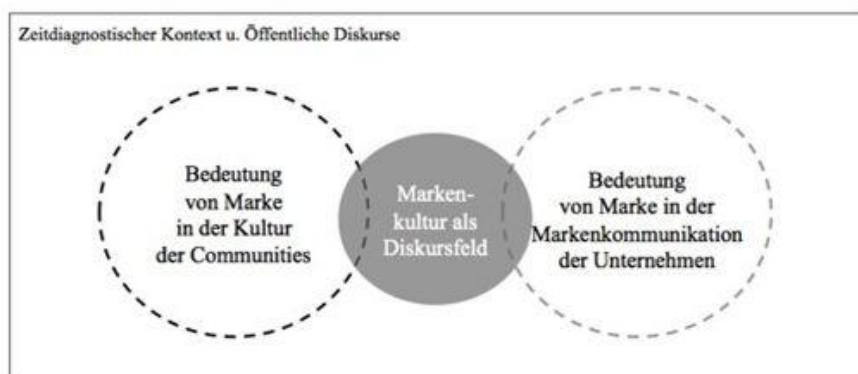 Zeitdiagnostischer Kontext u. Öffentliche Diskurse
Bedeutung
von Marke
in der Kultur
der Communities
Marken-
kultur als
Diskursfeld
Bedeutung
von Marke in der
Markenkommunikation
der Unternehmen